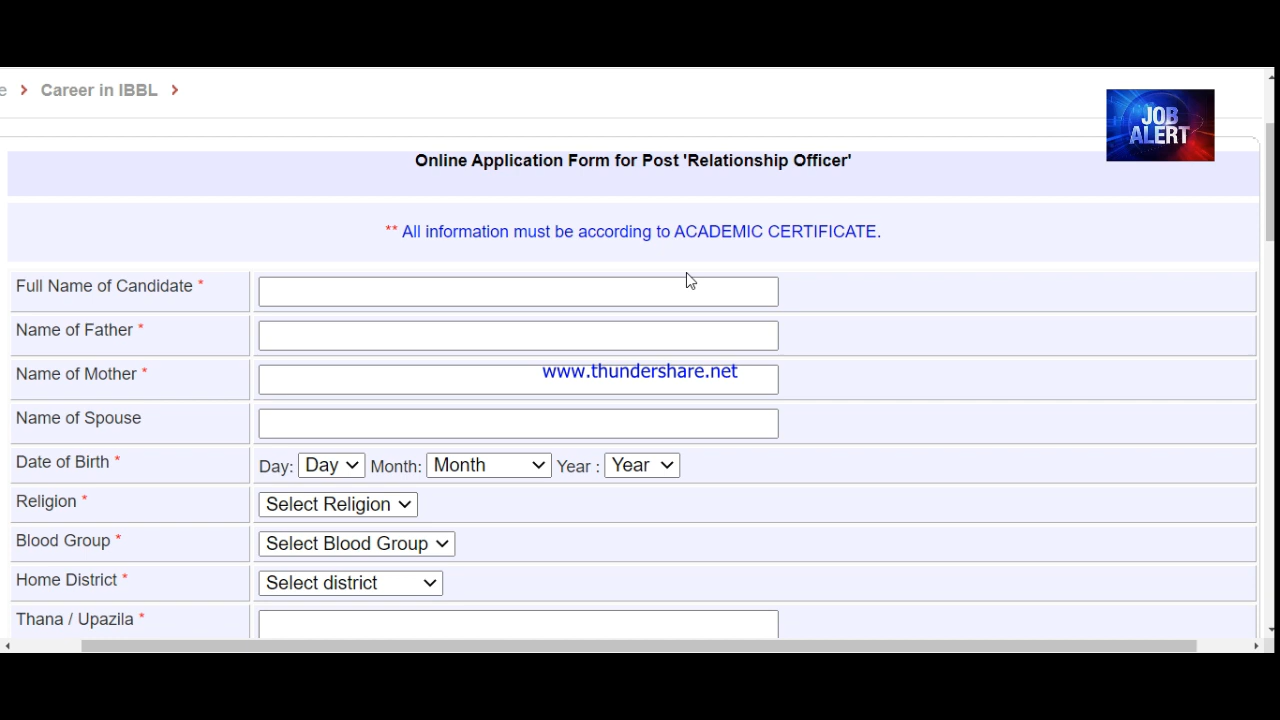 e > Career in IBBL >
JOB
ALERT
Online Application Form for Post 'Relationship Officer'
** All information must be according to ACADEMIC CERTIFICATE.
Full Name of Candidate *
Name of Father *
Name of Mother *
www.thundershare.net
Name of Spouse
Date of Birth * Day: Day Month: Month Year : Year
Religion * Select Religion
Blood Group * Select Blood Group
Home District * Select district
Thana / Upazila *